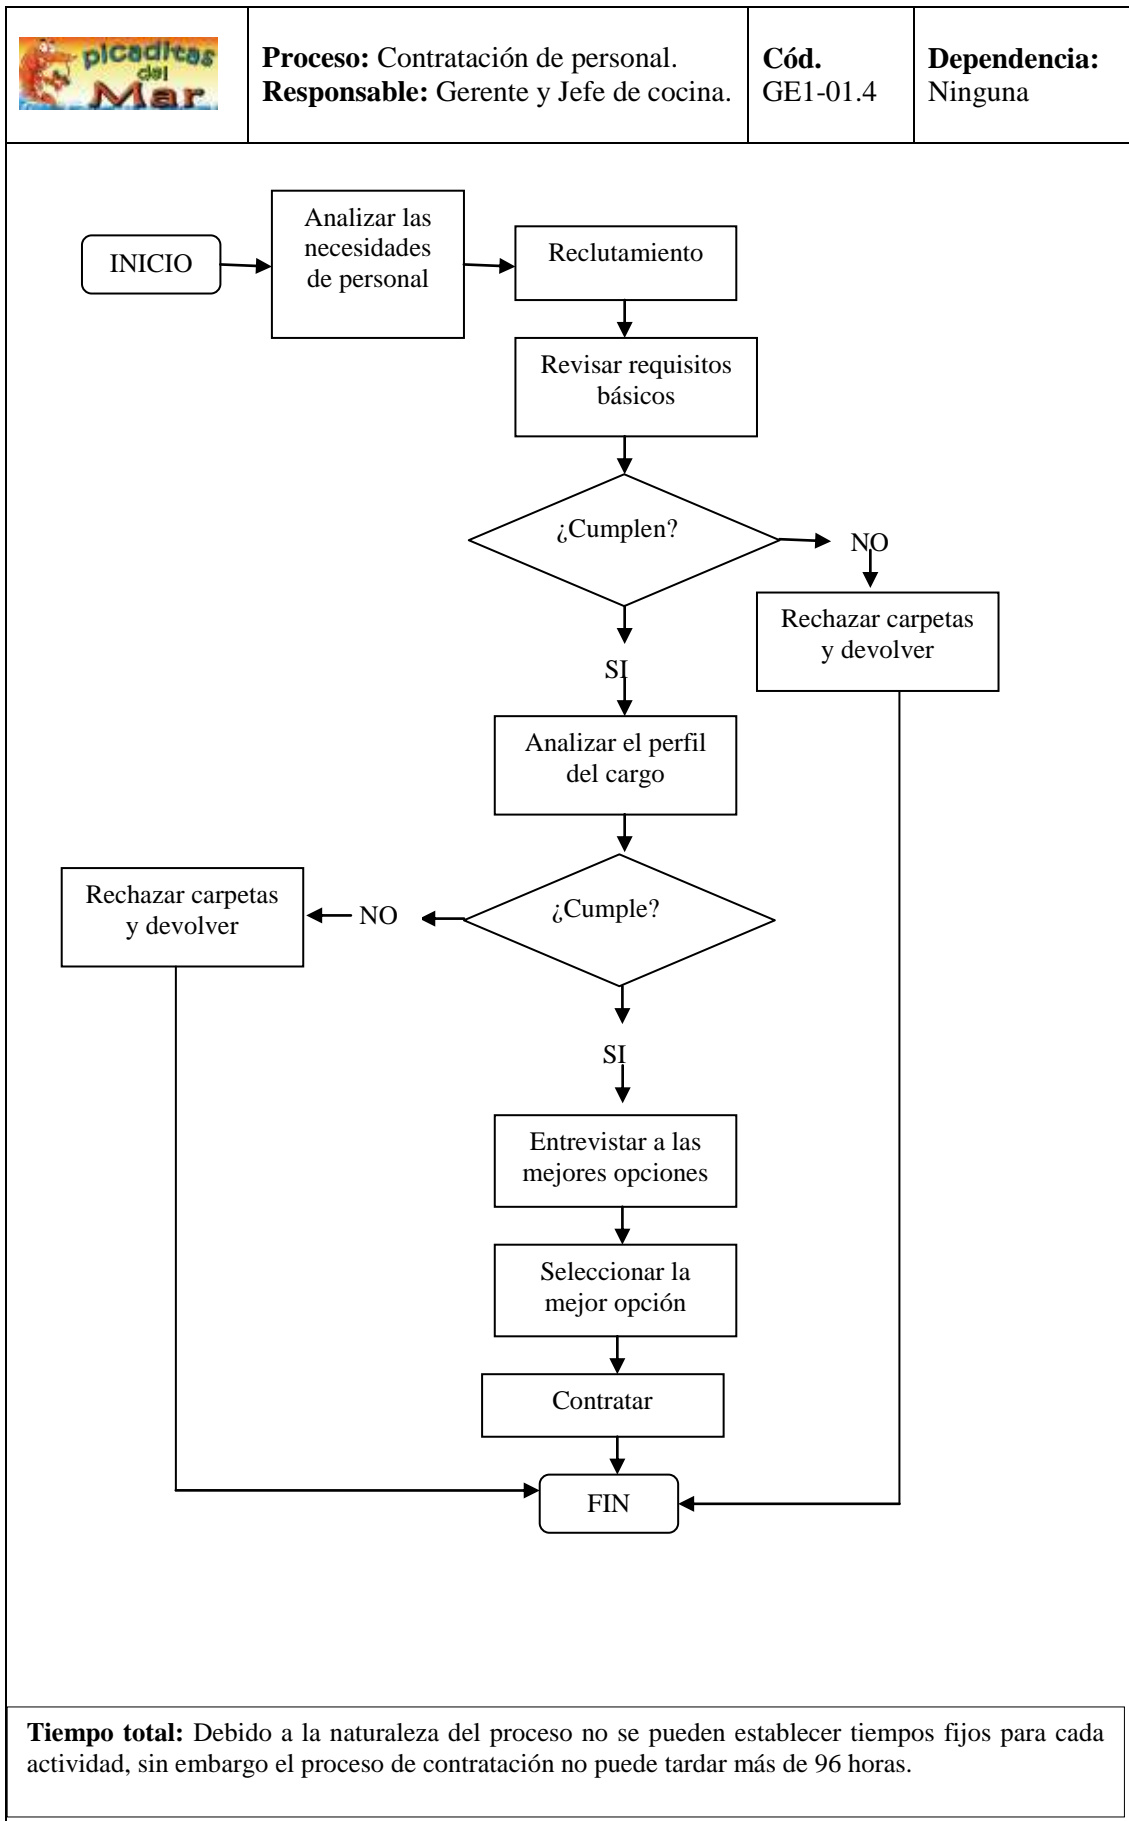 picaditas
del
Mar
Proceso: Contratación de personal.
Responsable: Gerente y Jefe de cocina.
Cód.
GE1-01.4
Dependencia:
Ninguna
INICIO
Analizar las
necesidades
de personal
Reclutamiento
Revisar requisitos
básicos
¿Cumplen?
NO
Rechazar carpetas
y devolver
SI
Analizar el perfil
del cargo
¿Cumple?
NO
Rechazar carpetas
y devolver
SI
Entrevistar a las
mejores opciones
Seleccionar la
mejor opción
Contratar
FIN
Tiempo total: Debido a la naturaleza del proceso no se pueden establecer tiempos fijos para cada
actividad, sin embargo el proceso de contratación no puede tardar más de 96 horas.